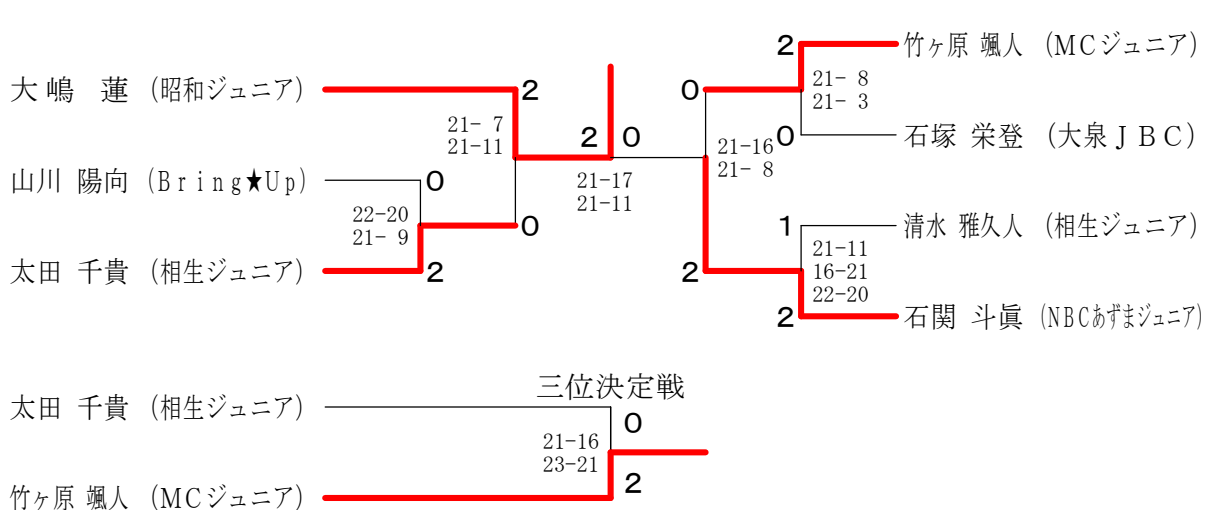 大嶋 蓮 (昭和ジュニア)
山川 陽向 (Bring★Up)
太田 千貴 (相生ジュニア)
22-20
21- 9
0
2
21- 7
21-11
2
0
2 0
21-17
21-11
0
2
21-16
21- 8
2
0
21- 8
21- 3
1
2
21-11
16-21
22-20
竹ヶ原 颯人 (MCジュニア)
石塚 栄登 (大泉JBC)
清水 雅久人 (相生ジュニア)
石関 斗眞 (NBCあずまジュニア)
三位決定戦
太田 千貴 (相生ジュニア)
竹ヶ原 颯人 (MCジュニア)
21-16
23-21
0
2